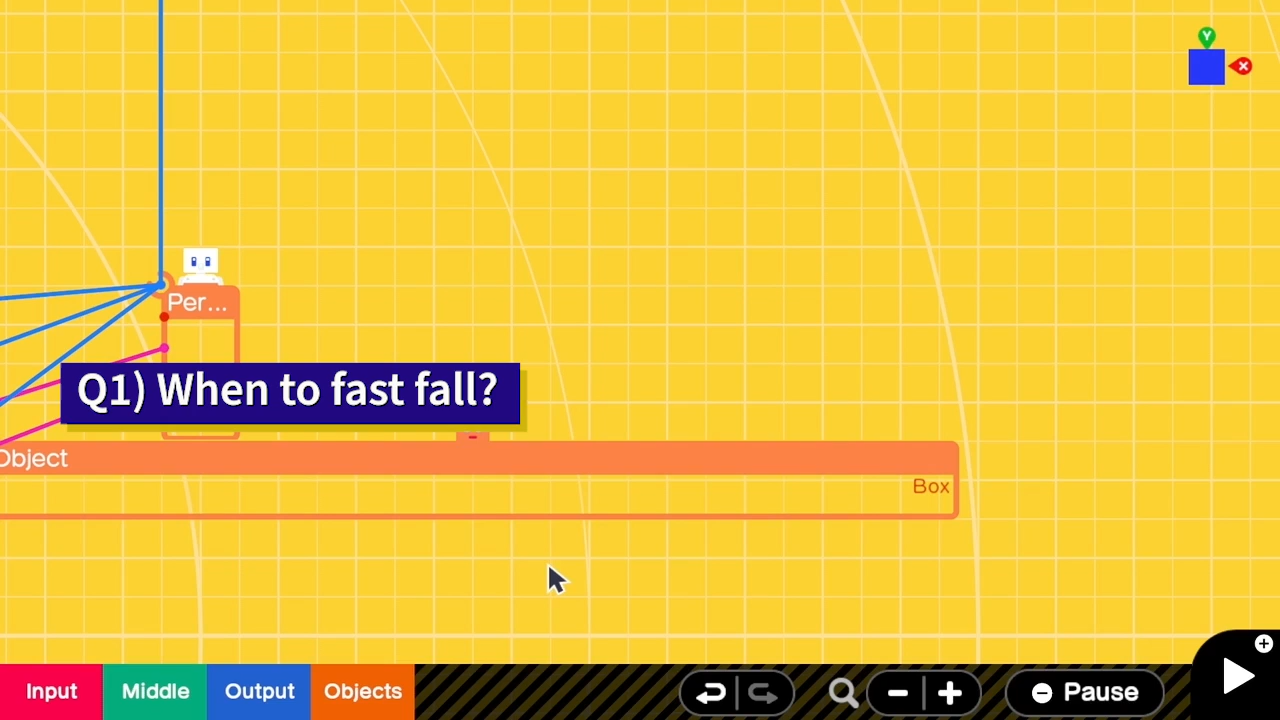 Y
X
Per...
Q1) When to fast fall?
Object
Box
Input
Middle
Output
Objects
Pause